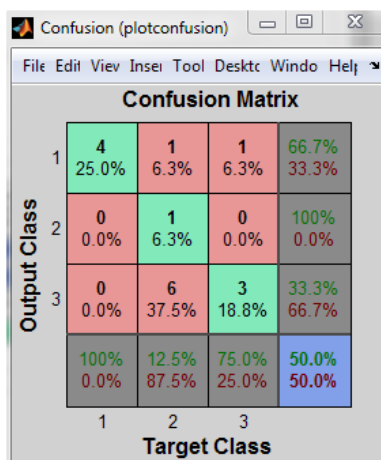 Confusion (plotconfusion)
File Edit View Inser Tool Desktc Windo Help
Confusion Matrix
Output Class
1
4 1 1 66.7%
25.0% 6.3% 6.3% 33.3%
2
0 1 0 100%
0.0% 6.3% 0.0% 0.0%
3
0 6 3 33.3%
0.0% 37.5% 18.8% 66.7%
100% 12.5% 75.0% 50.0%
0.0% 87.5% 25.0% 50.0%
1 2 3
Target Class